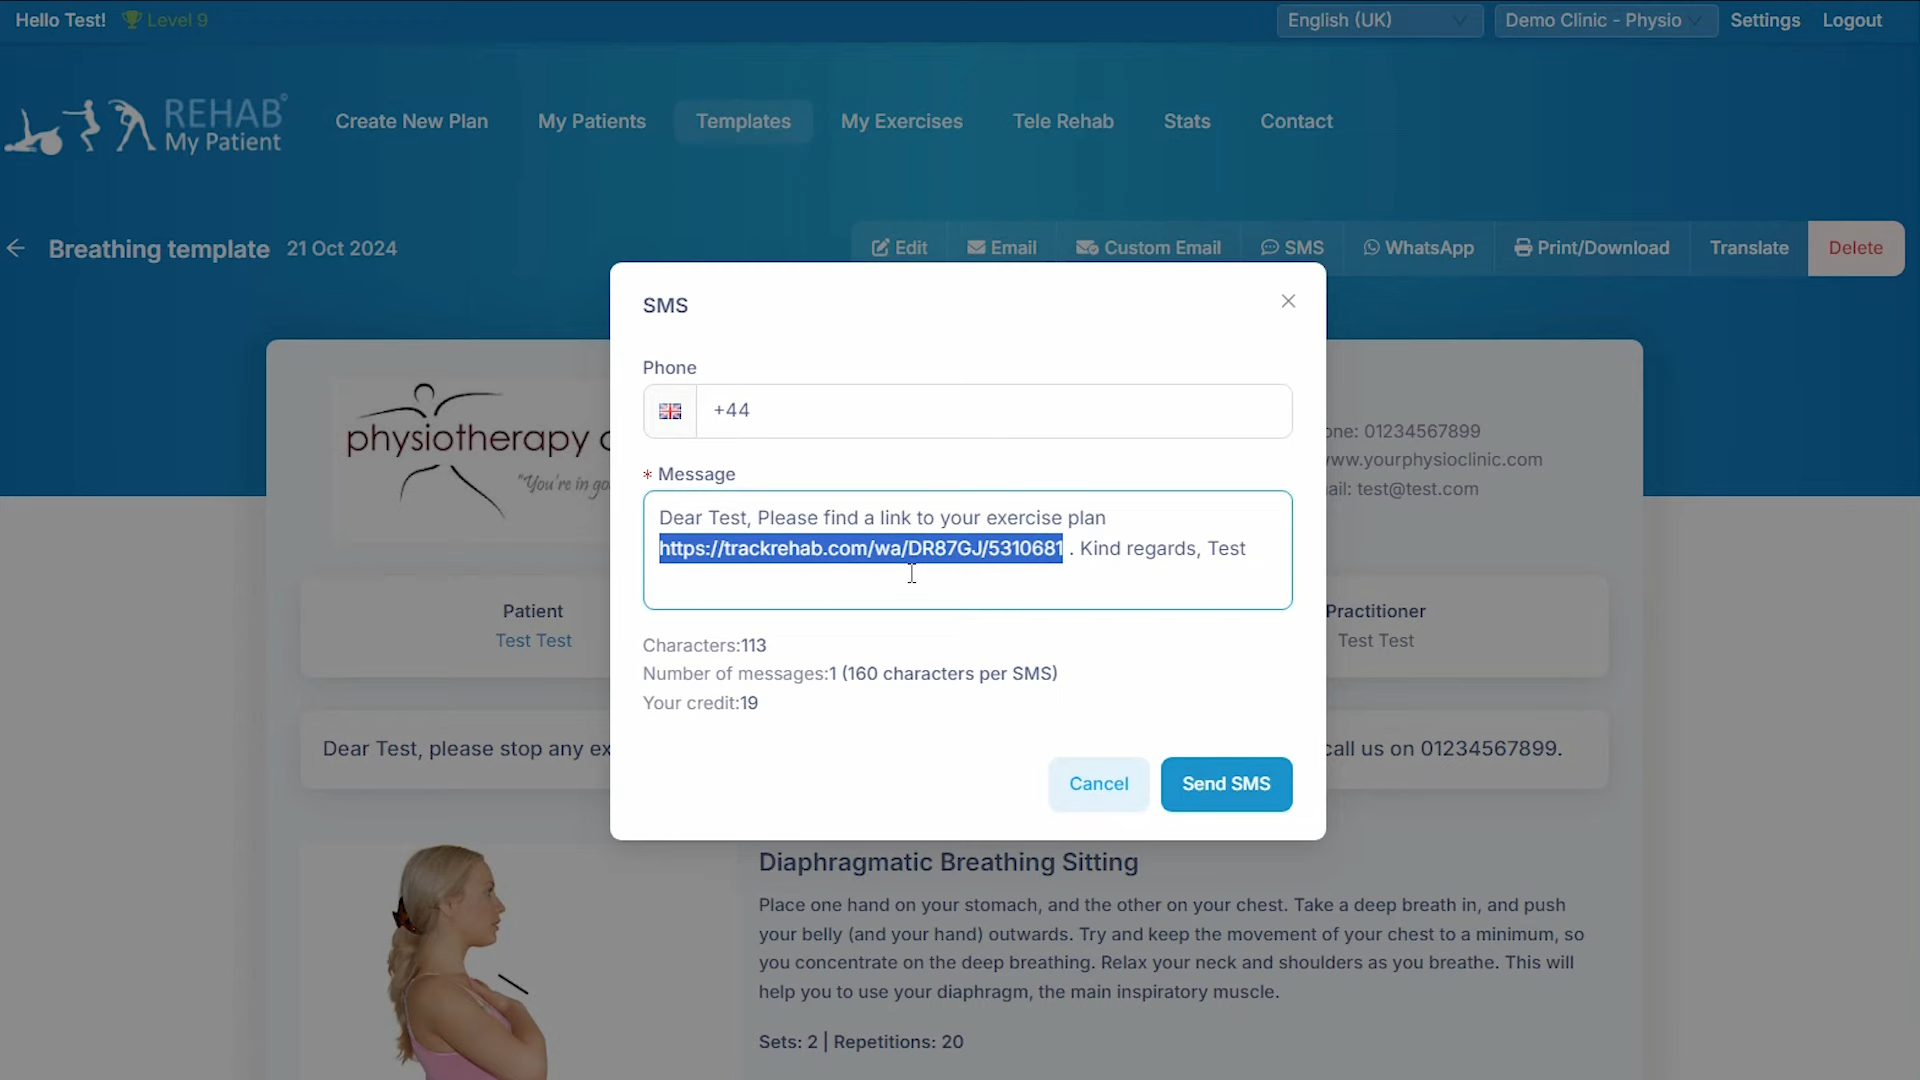 Hello Test! Level 9
English (UK)
Demo Clinic - Physio
Settings
Logout
REHAB©
My Patient
Create New Plan
My Patients
Templates
My Exercises
Tele Rehab
Stats
Contact
Breathing template 21 Oct 2024
Edit
Email
Custom Email
SMS
WhatsApp
Print/Download
Translate
Delete
SMS
Phone
+44
* Message
Dear Test, Please find a link to your exercise plan
https://trackrehab.com/wa/DR87GJ/5310681 . Kind regards, Test
Characters:113
Number of messages:1 (160 characters per SMS)
Your credit:19
Cancel
Send SMS
physiotherapy
"You're in
01234567899
www.yourphysioclinic.com
test@test.com
Patient
Test Test
Practitioner
Test Test
Dear Test, please stop any
call us on 01234567899.
Diaphragmatic Breathing Sitting
Place one hand on your stomach, and the other on your chest. Take a deep breath in, and push
your belly (and your hand) outwards. Try and keep the movement of your chest to a minimum, so
you concentrate on the deep breathing. Relax your neck and shoulders as you breathe. This will
help you to use your diaphragm, the main inspiratory muscle.
Sets: 2 | Repetitions: 20